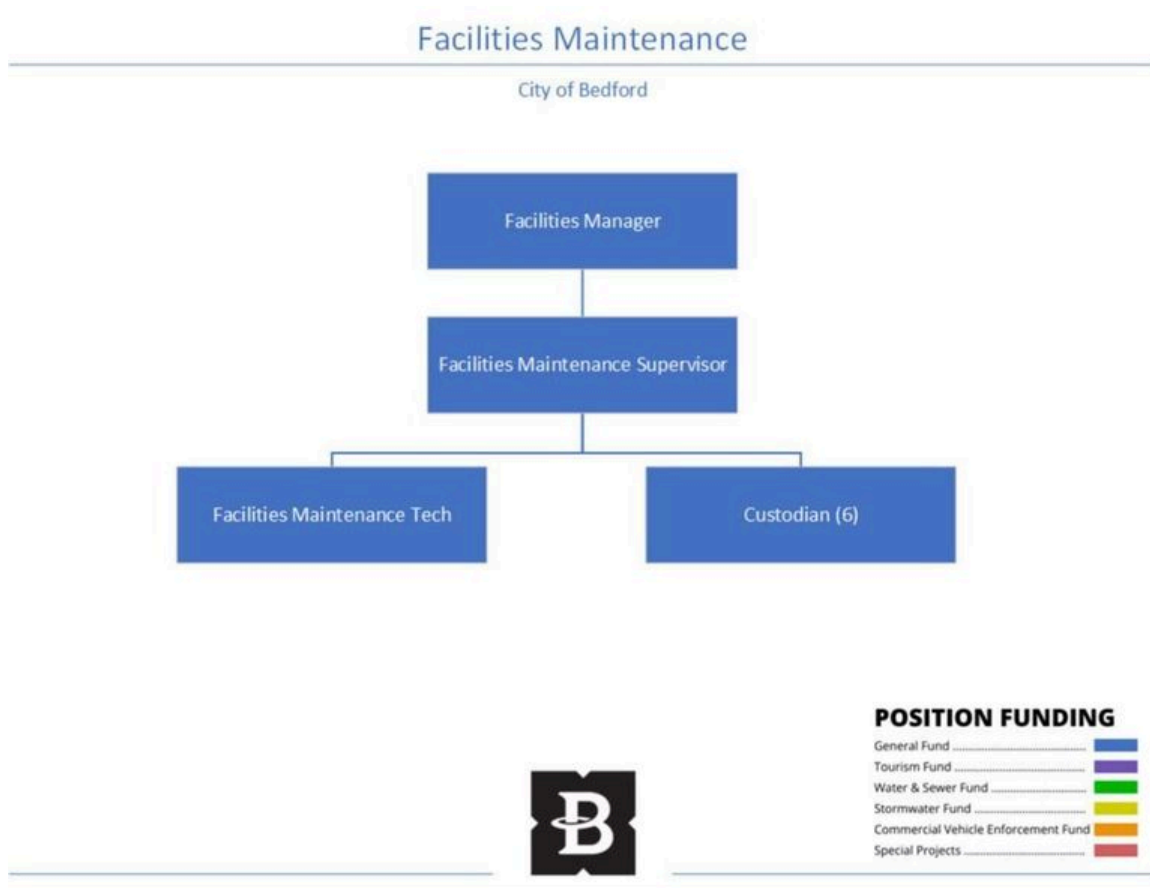 Facilities Maintenance
City of Bedford
Facilities Manager
Facilities Maintenance Supervisor
Facilities Maintenance Tech
Custodian (6)
POSITION FUNDING
General Fund ................................................
Tourism Fund ...............................................
Water & Sewer Fund ..................................
Stormwater Fund ........................................
Commercial Vehicle Enforcement Fund
Special Projects ...........................................
B